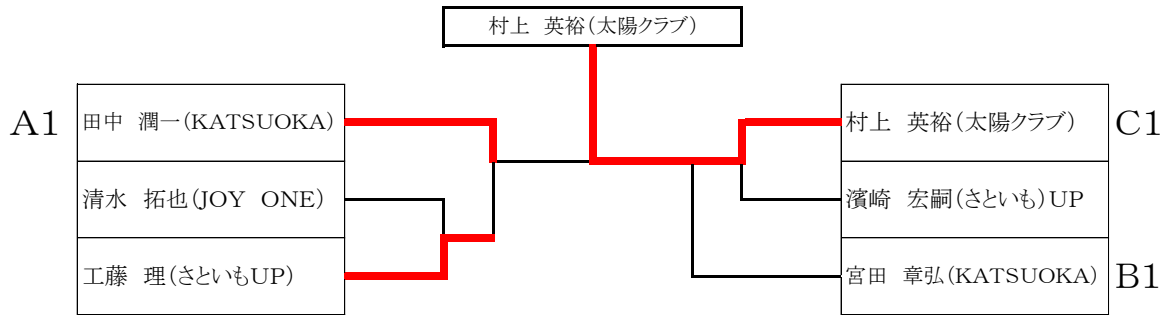 村上　英裕(太陽クラブ)
A1
田中　潤一(KATSUOKA)
清水　拓也(JOY　ONE)
工藤　理(さといもUP)
村上　英裕(太陽クラブ)
C1
濱崎　宏嗣(さといも)UP
宮田　章弘(KATSUOKA)
B1